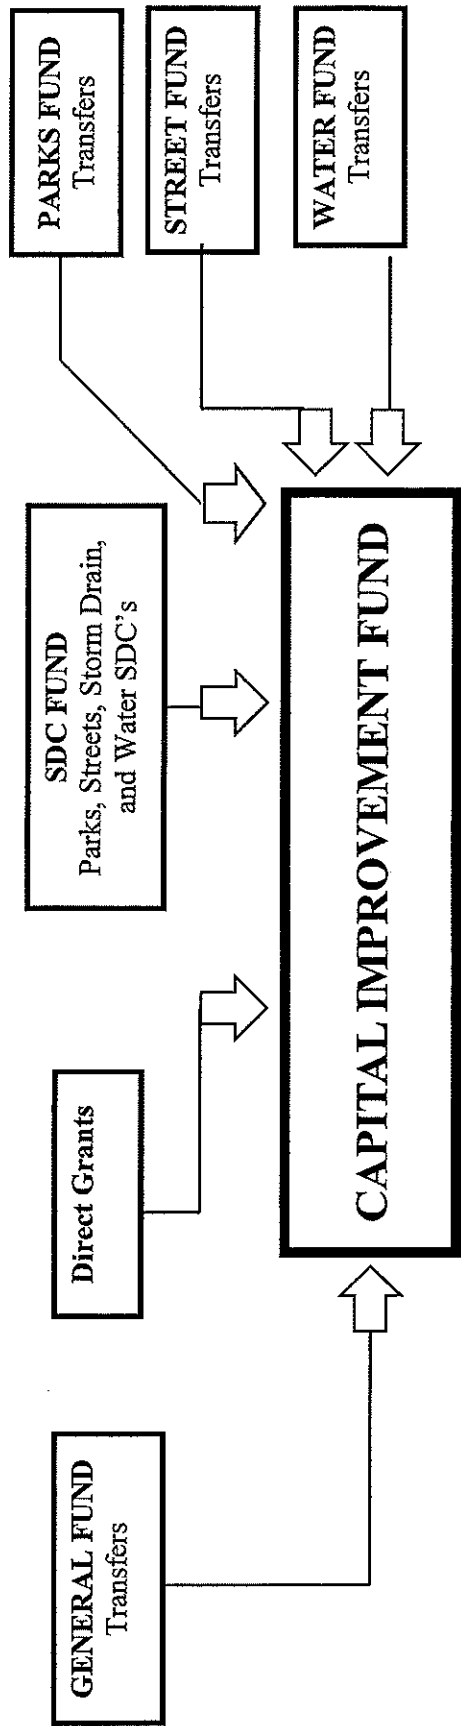 GENERAL FUND
Transfers
Direct Grants
SDC FUND
Parks, Streets, Storm Drain,
and Water SDC's
PARKS FUND
Transfers
STREET FUND
Transfers
WATER FUND
Transfers
CAPITAL IMPROVEMENT FUND